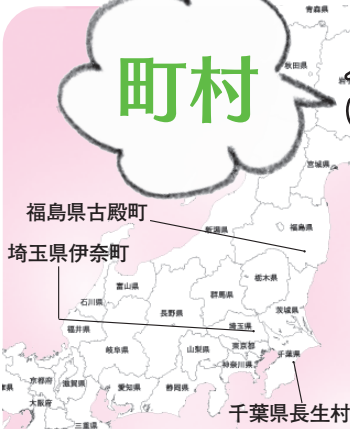 町村
青森県
秋田県
宮城県
福島県古殿町
新潟県
福島県
埼玉県伊奈町
栃木県
富山県
群馬県
石川県
長野県
茨城県
福井県
埼玉県
岐阜県
山梨県
東京都
千葉県
神奈川県
京都府
滋賀県
愛知県
静岡県
大阪府
三重県
千葉県長生村